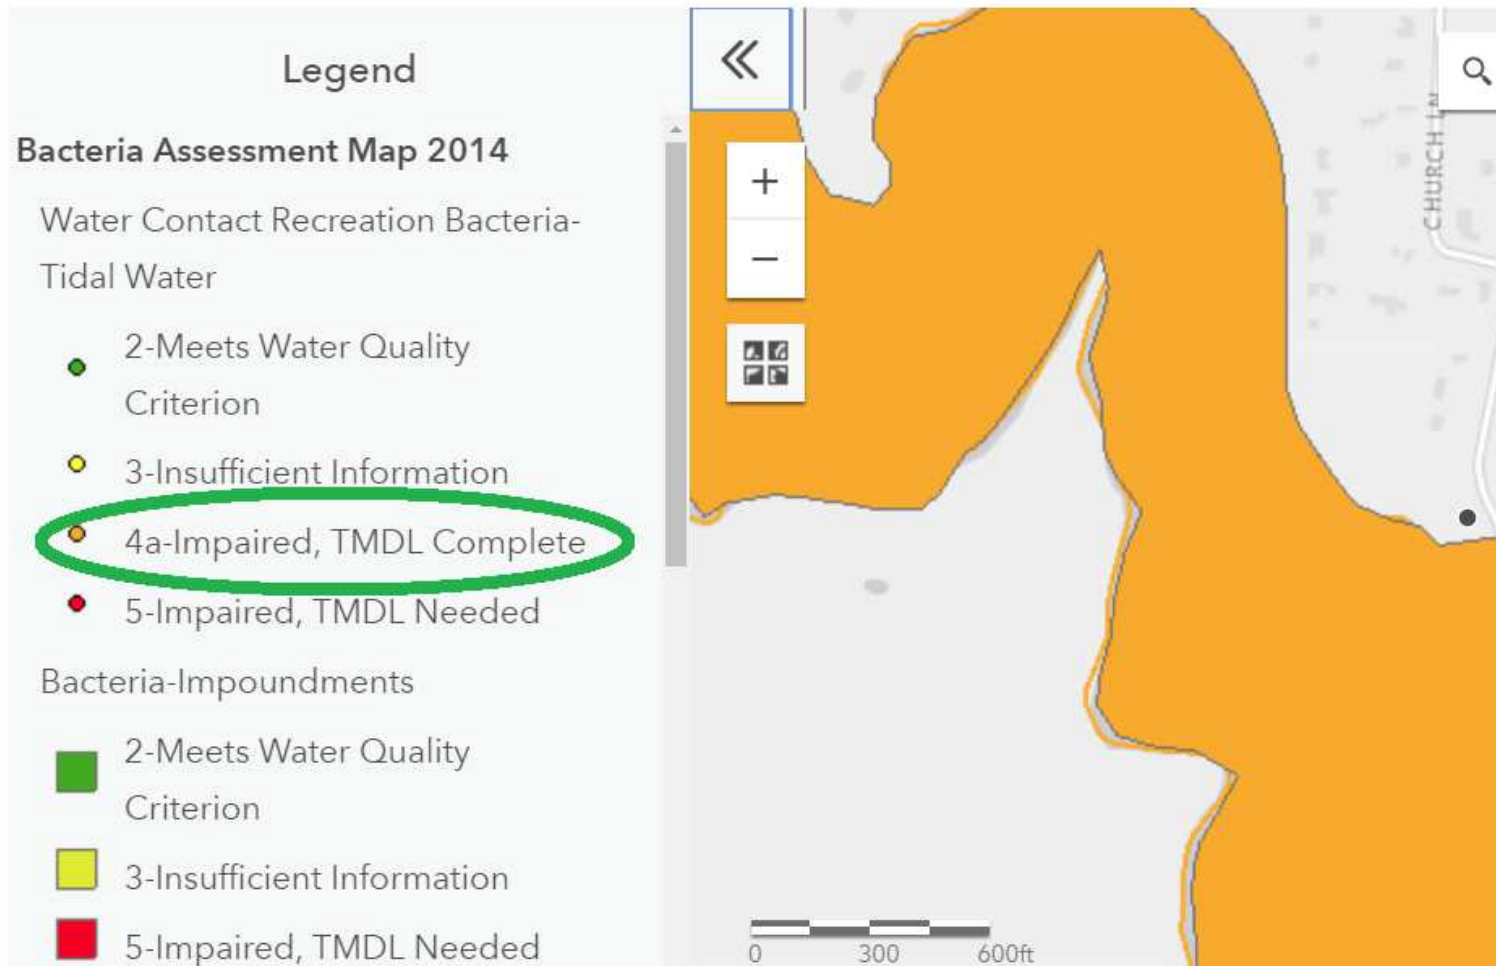 Legend
Bacteria Assessment Map 2014
Water Contact Recreation Bacteria-
Tidal Water
2-Meets Water Quality
Criterion
3-Insufficient Information
4a-Impaired, TMDL Complete
5-Impaired, TMDL Needed
Bacteria-Impoundments
2-Meets Water Quality
Criterion
3-Insufficient Information
5-Impaired, TMDL Needed
CHURCH LN
0 300 600ft